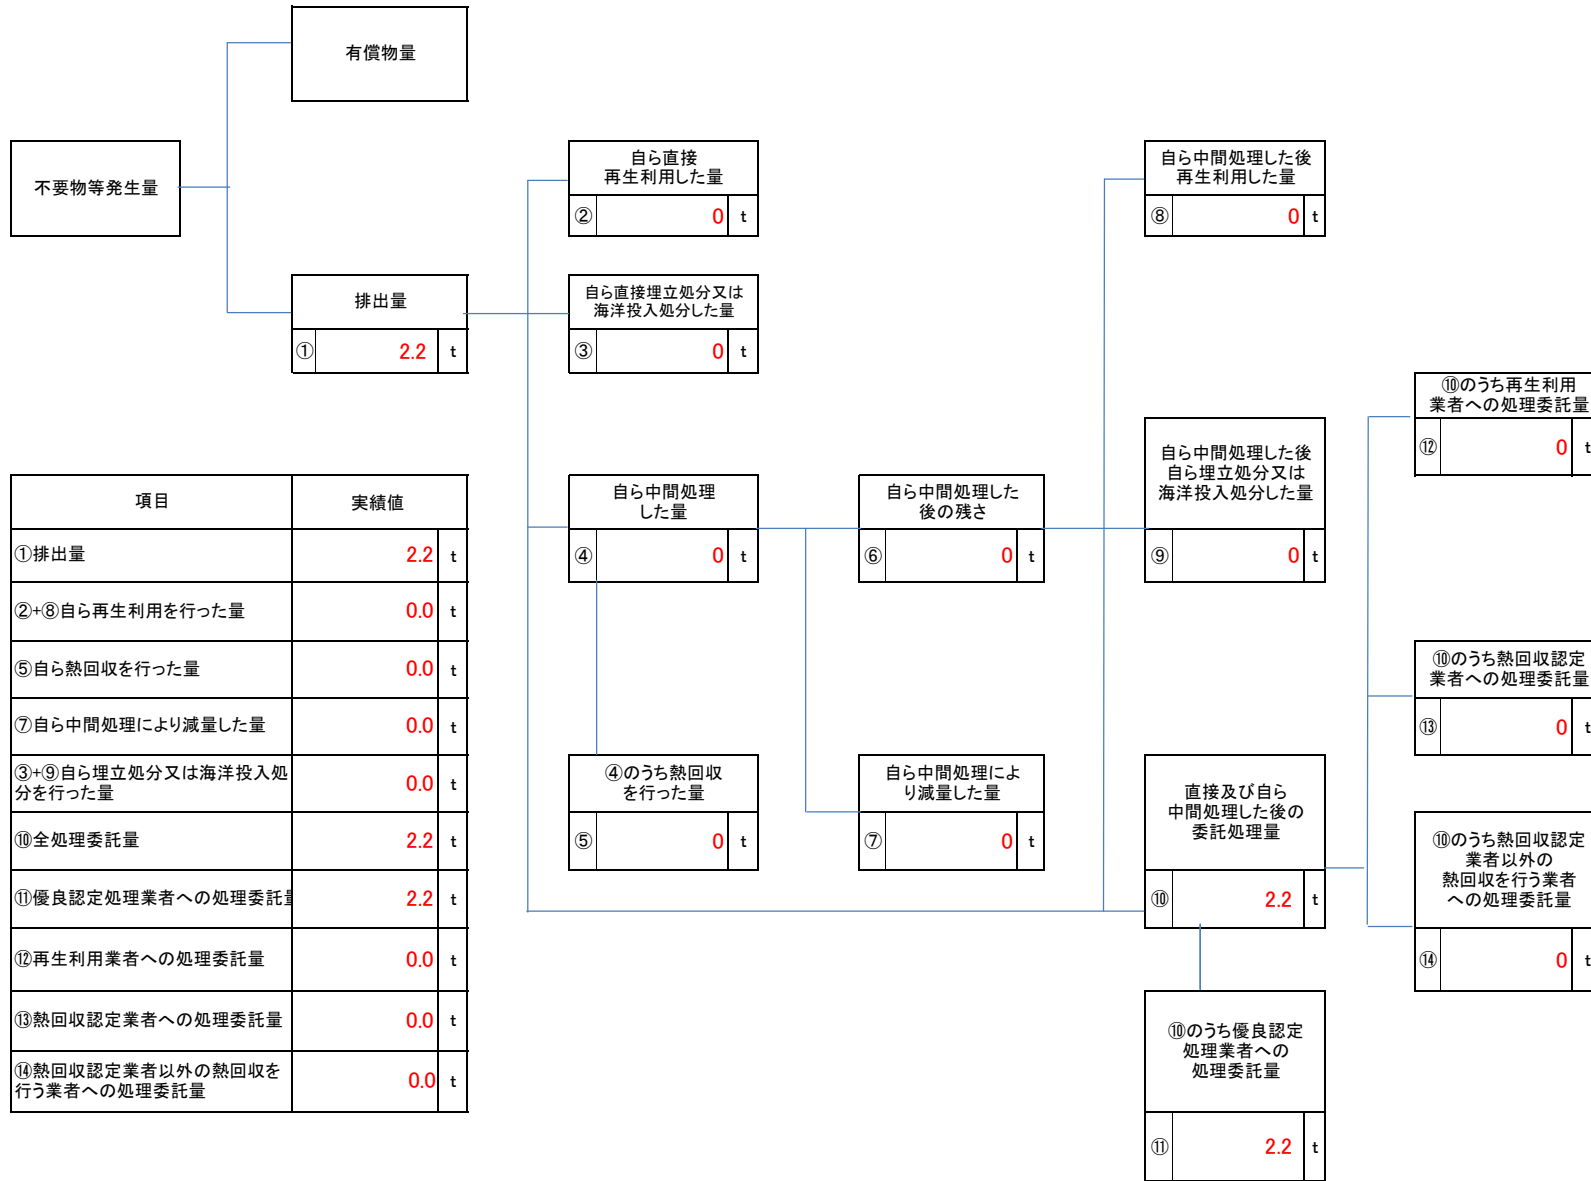 有償物量
不要物等発生量
排出量
① 2.2 t
自ら直接
再生利用した量
② 0 t
自ら直接埋立処分又は
海洋投入処分した量
③ 0 t
自ら中間処理
した量
④ 0 t
④のうち熱回収
を行った量
⑤ 0 t
自ら中間処理した
後の残さ
⑥ 0 t
自ら中間処理によ
り減量した量
⑦ 0 t
自ら中間処理した後
再生利用した量
⑧ 0 t
自ら中間処理した後
自ら埋立処分又は
海洋投入処分した量
⑨ 0 t
直接及び自ら
中間処理した後の
委託処理量
⑩ 2.2 t
⑩のうち優良認定
処理業者への
処理委託量
⑪ 2.2 t
⑩のうち再生利用
業者への処理委託量
⑫ 0 t
⑩のうち熱回収認定
業者への処理委託量
⑬ 0 t
⑩のうち熱回収認定
業者以外の
熱回収を行う業者
への処理委託量
⑭ 0 t
項目 実績値
①排出量 2.2 t
②+⑧自ら再生利用を行った量 0.0 t
⑤自ら熱回収を行った量 0.0 t
⑦自ら中間処理により減量した量 0.0 t
③+⑨自ら埋立処分又は海洋投入処
分を行った量 0.0 t
⑩全処理委託量 2.2 t
⑪優良認定処理業者への処理委託量 2.2 t
⑫再生利用業者への処理委託量 0.0 t
⑬熱回収認定業者への処理委託量 0.0 t
⑭熱回収認定業者以外の熱回収を
行う業者への処理委託量 0.0 t